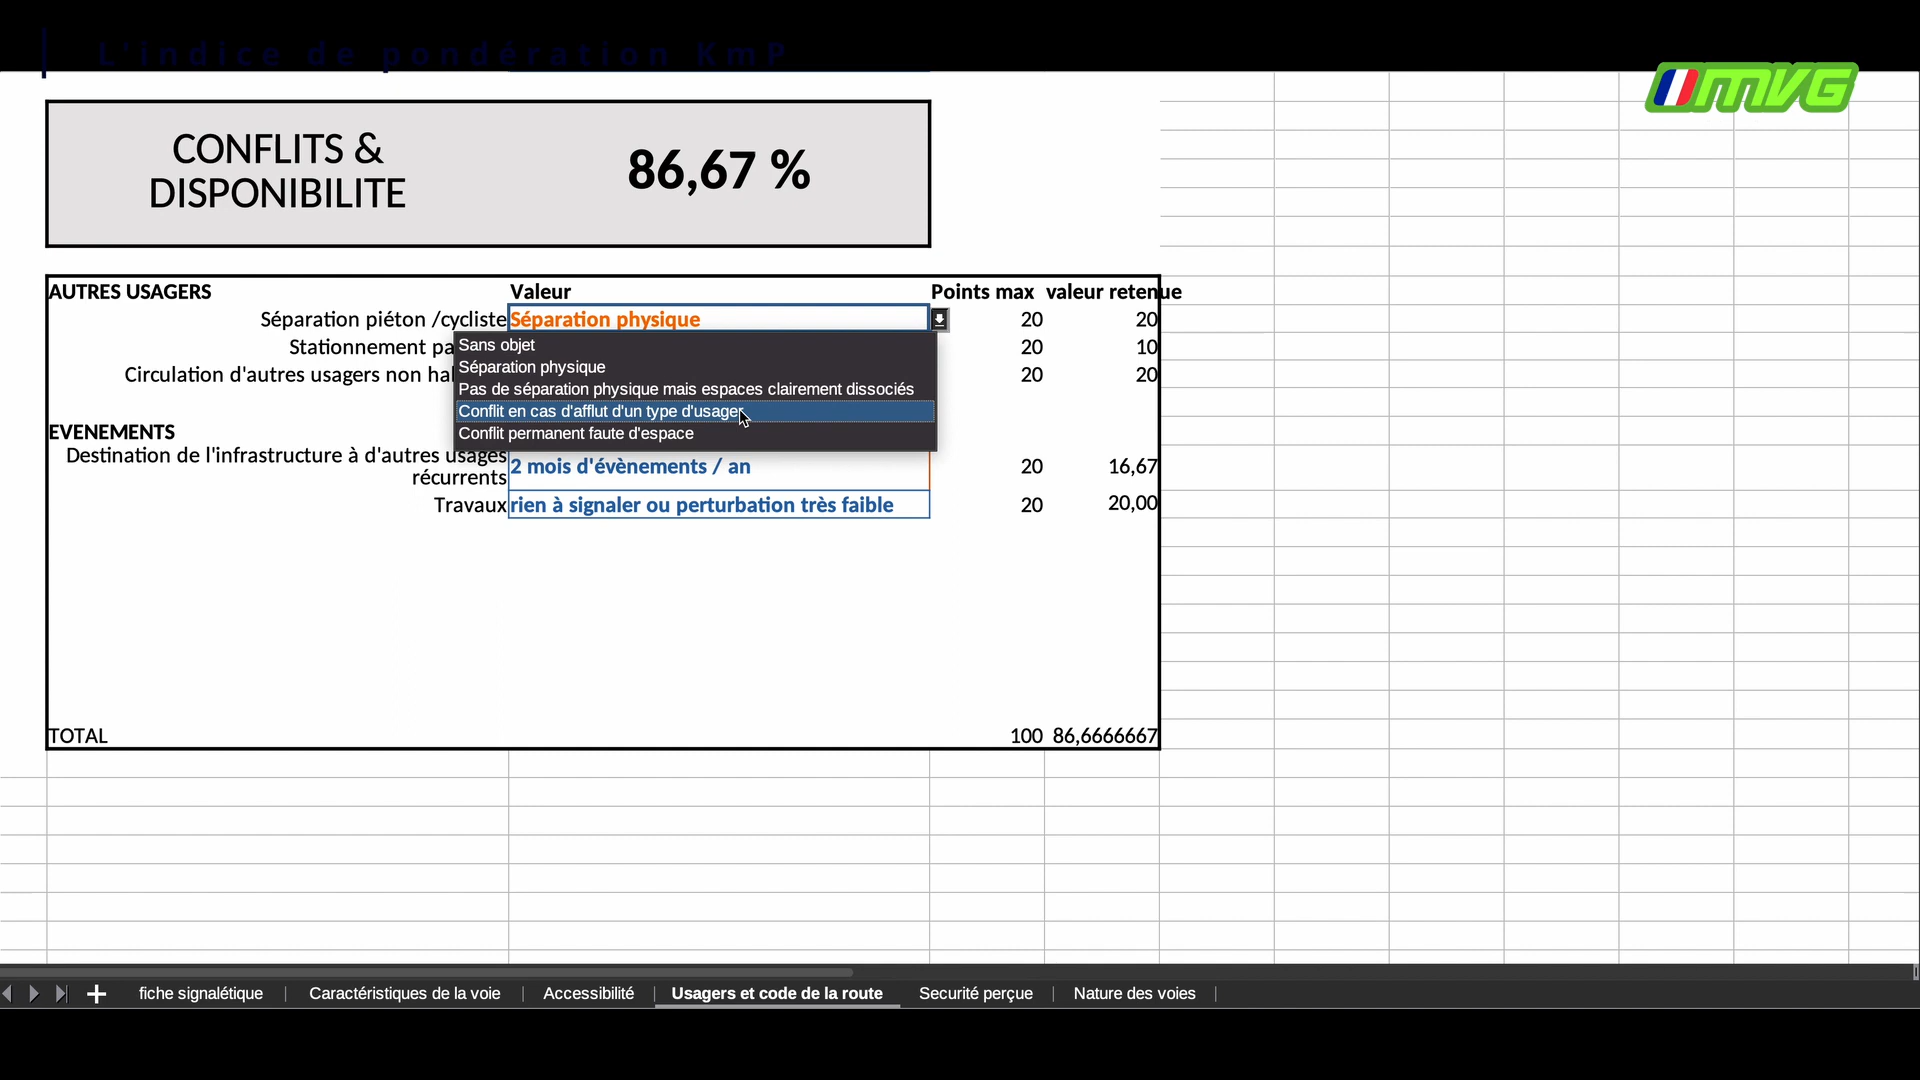 L'indice de pondération KmP
MVG
CONFLITS &
DISPONIBILITE
86,67 %
AUTRES USAGERS Valeur Points max valeur retenue
Séparation piéton /cycliste Séparation physique 20 20
Stationnement pa 20 10
Circulation d'autres usagers non hal 20 20
Sans objet
Séparation physique
Pas de séparation physique mais espaces clairement dissociés
Conflit en cas d'afflut d'un type d'usager
Conflit permanent faute d'espace
EVENEMENTS
Destination de l'infrastructure à d'autres usages
récurrents 2 mois d'évènements / an 20 16,67
Travaux rien à signaler ou perturbation très faible 20 20,00
TOTAL 100 86,6666667
fiche signalétique Caractéristiques de la voie Accessibilité Usagers et code de la route Securité perçue Nature des voies